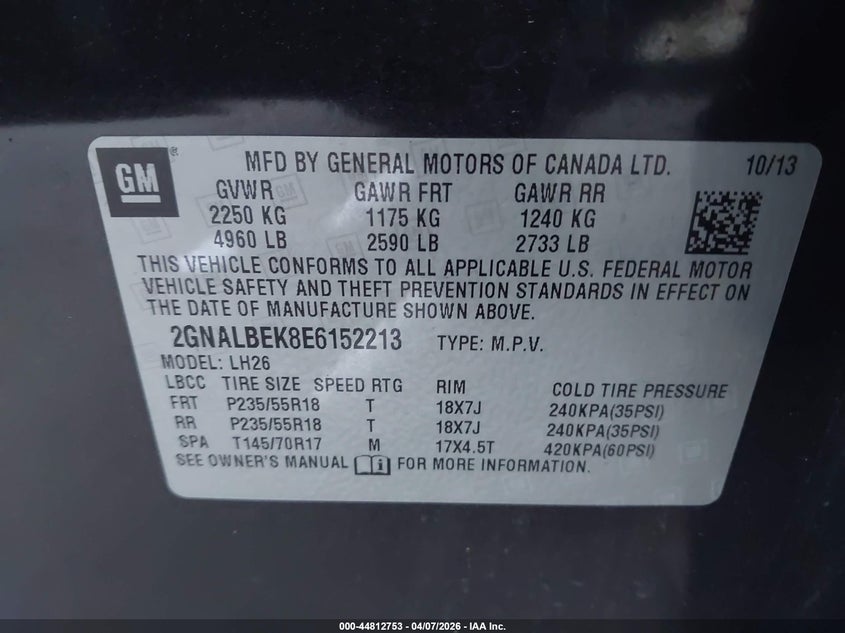 GM ® MFD BY GENERAL MOTORS OF CANADA LTD. 10/13
GVWR GAWR FRT GAWR RR
2250 KG 1175 KG 1240 KG
4960 LB 2590 LB 2733 LB
THIS VEHICLE CONFORMS TO ALL APPLICABLE U.S. FEDERAL MOTOR
VEHICLE SAFETY AND THEFT PREVENTION STANDARDS IN EFFECT ON
THE DATE OF MANUFACTURE SHOWN ABOVE.
2GNALBEK8E6152213 TYPE: M.P.V.
MODEL: LH26
LBCC TIRE SIZE SPEED RTG RIM COLD TIRE PRESSURE
FRT P235/55R18 T 18X7J 240KPA(35PSI)
RR P235/55R18 T 18X7J 240KPA(35PSI)
SPA T145/70R17 M 17X4.5T 420KPA(60PSI)
SEE OWNER'S MANUAL i FOR MORE INFORMATION.
000-44812753 - 04/07/2026 - IAA Inc.